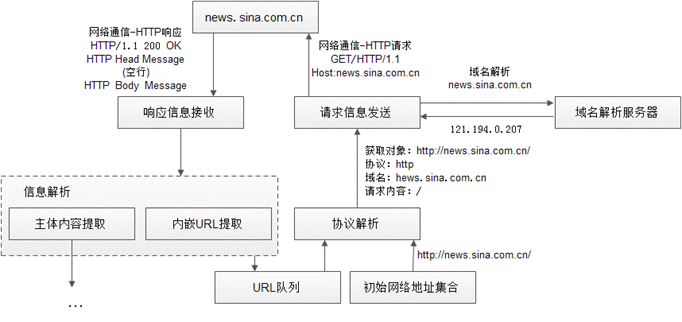 news.sina.com.cn
网络通信-HTTP响应
HTTP/1.1 200 OK
HTTP Head Message
(空行)
HTTP Body Message
网络通信-HTTP请求
GET/HTTP/1.1
Host:news.sina.com.cn
域名解析
news.sina.com.cn
响应信息接收
请求信息发送
域名解析服务器
121.194.0.207
获取对象：http://news.sina.com.cn/
协议：http
域名：hews.sina.com.cn
请求内容：/
信息解析
主体内容提取
内嵌URL提取
协议解析
http://news.sina.com.cn/
URL队列
初始网络地址集合
...